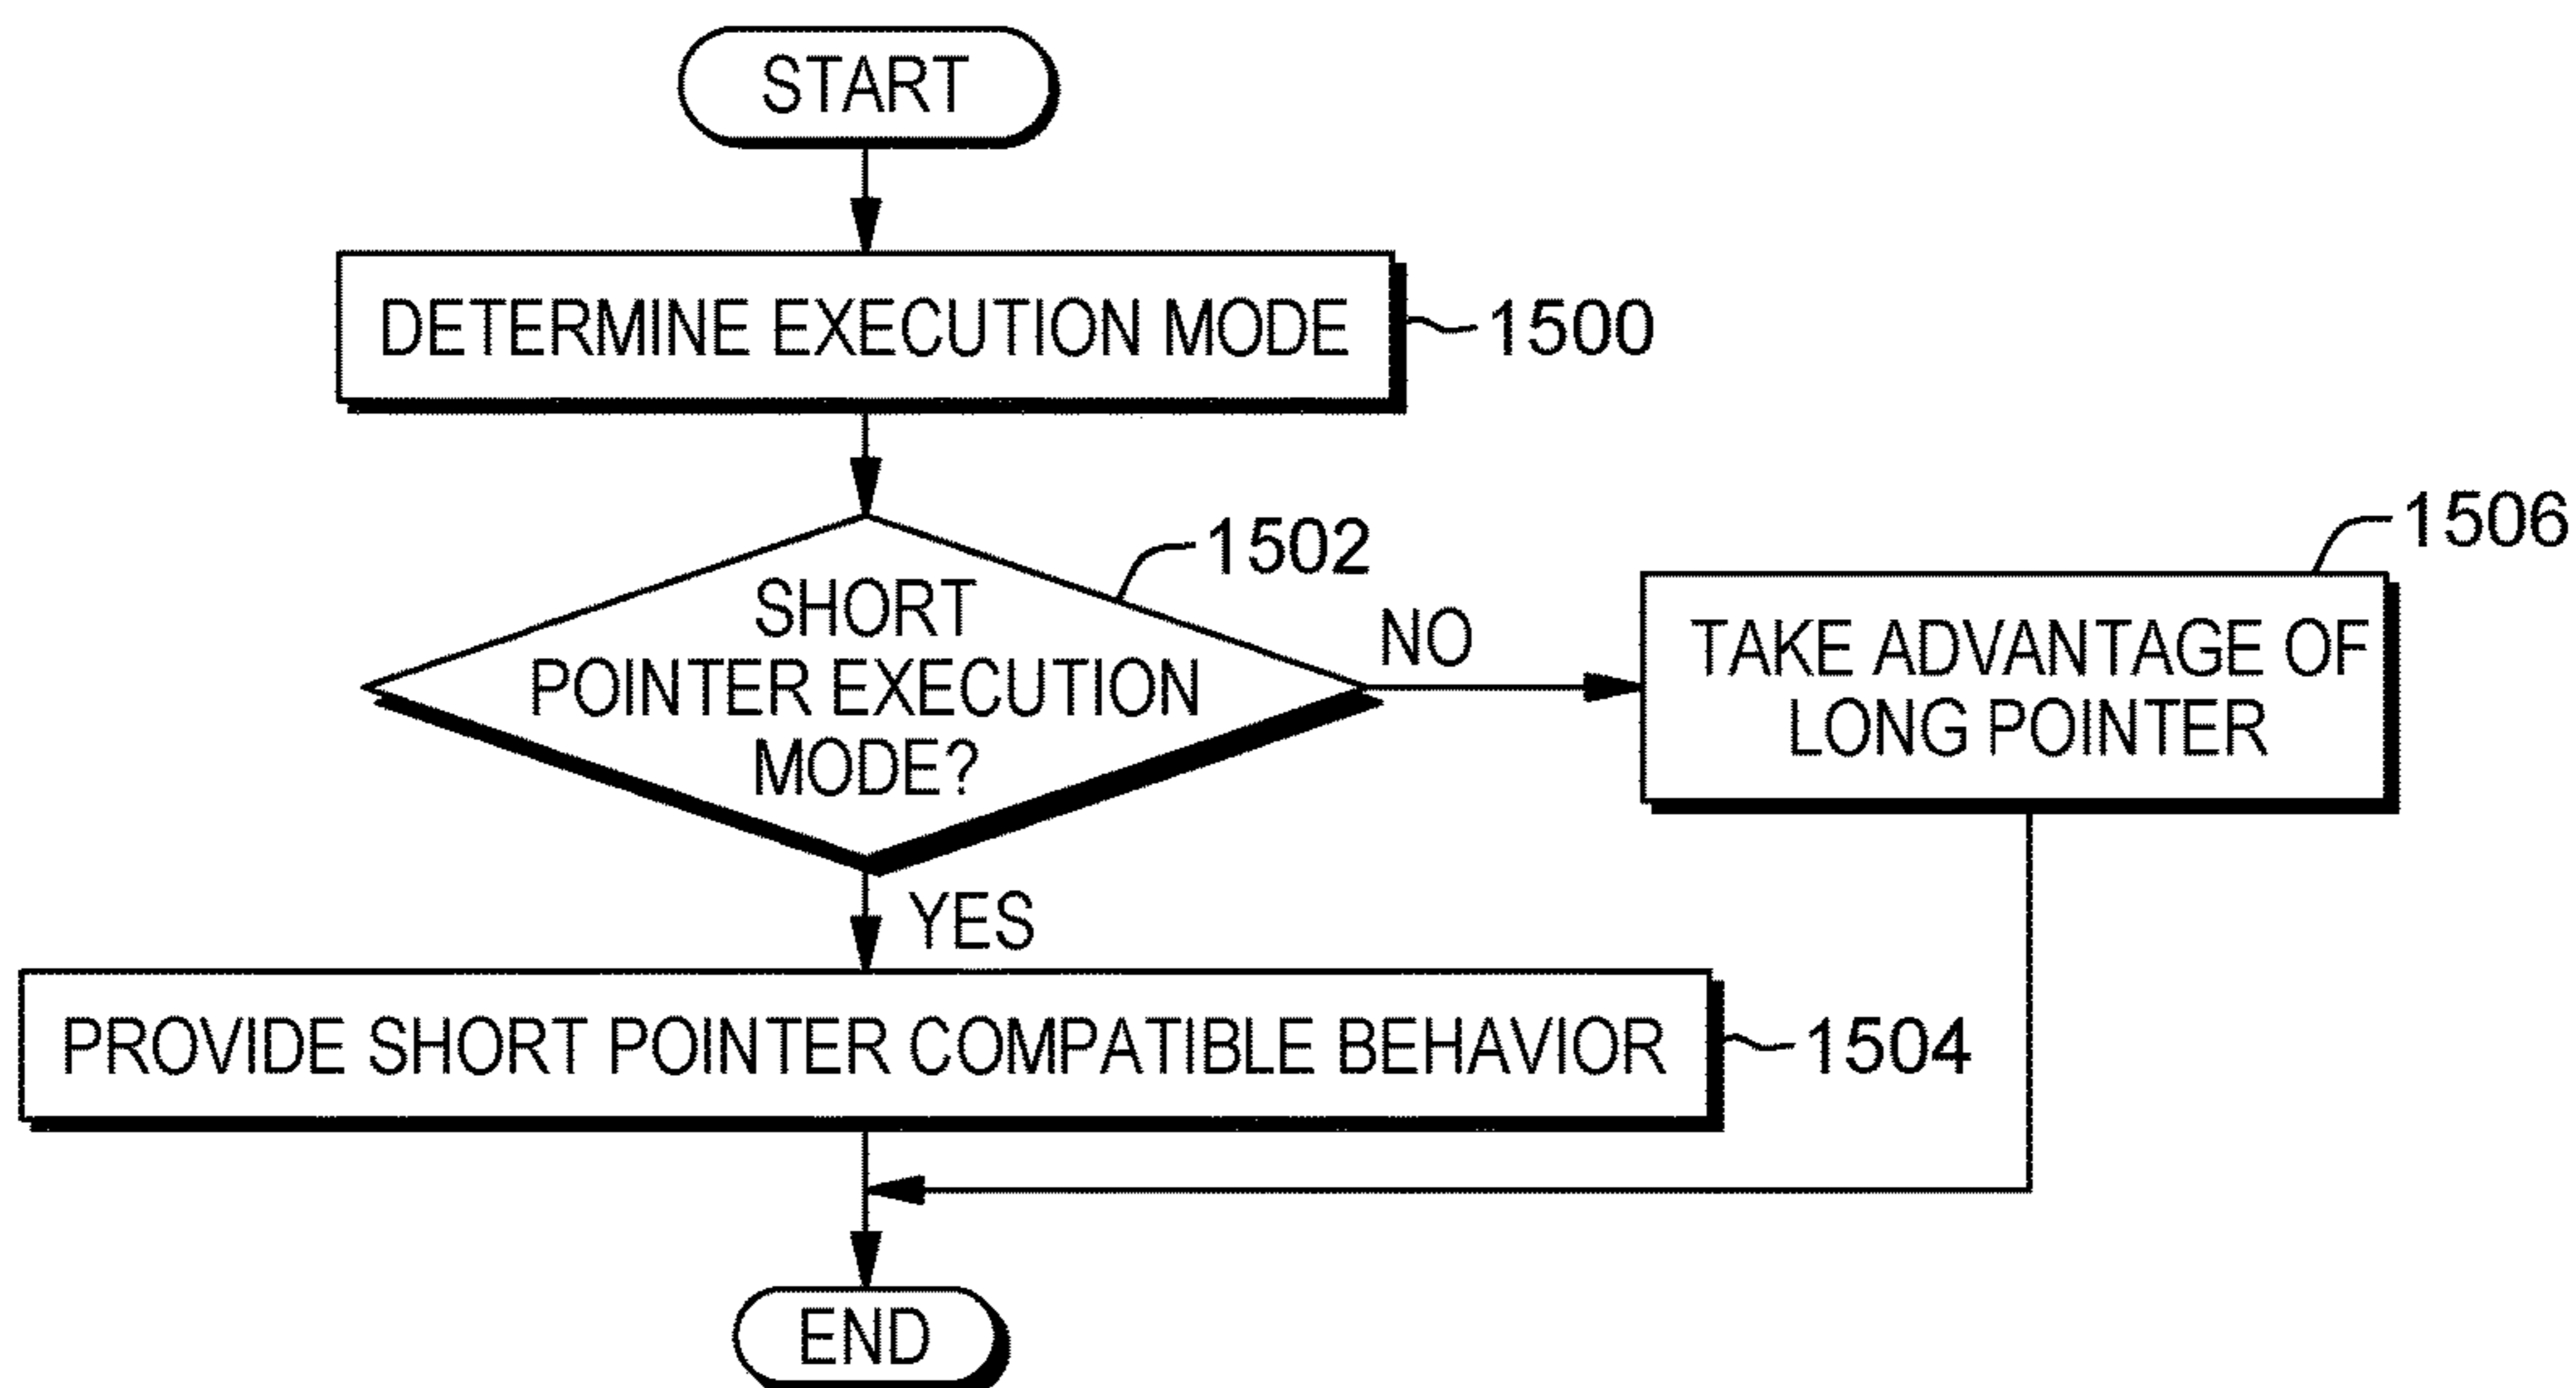 START
DETERMINE EXECUTION MODE
1500
1502
SHORT
POINTER EXECUTION
MODE?
NO
1506
TAKE ADVANTAGE OF
LONG POINTER
YES
PROVIDE SHORT POINTER COMPATIBLE BEHAVIOR
1504
END